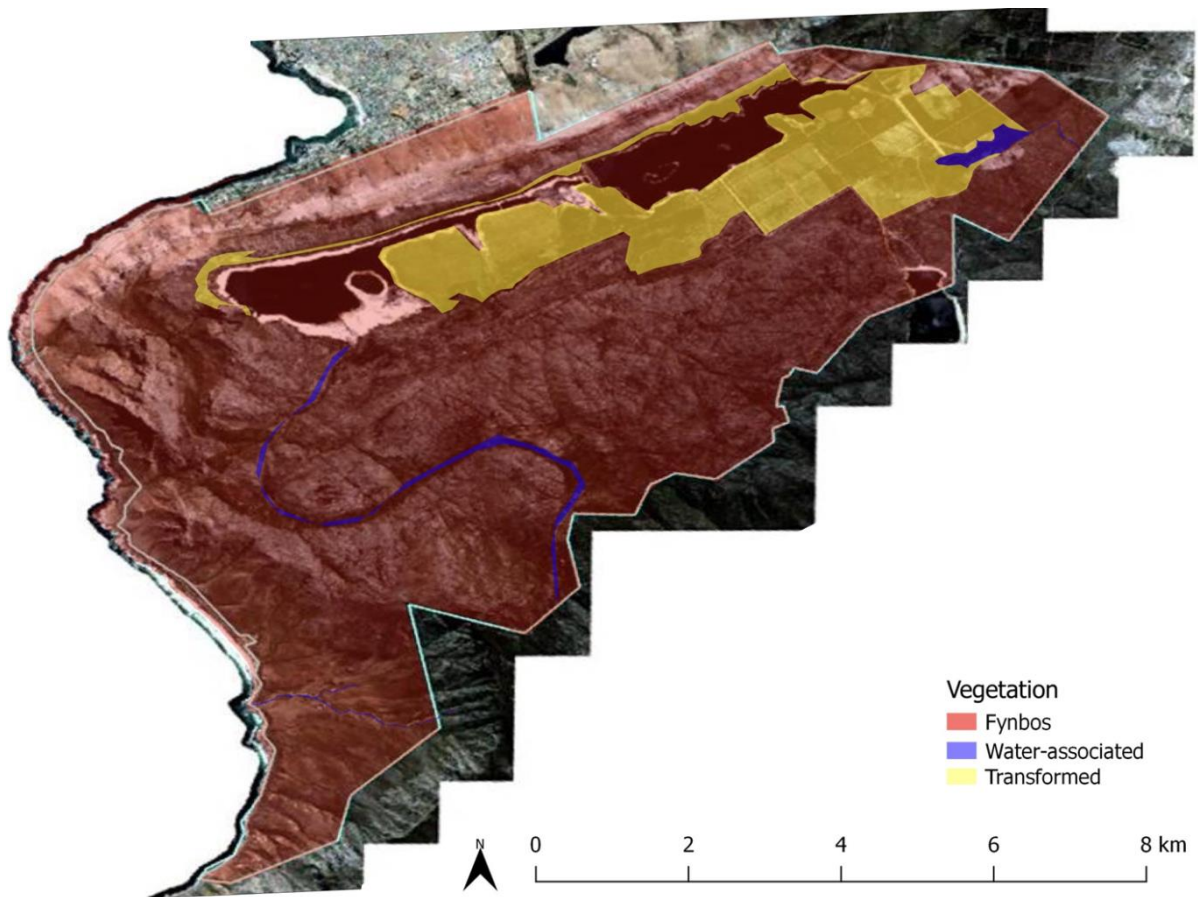 Vegetation
Fynbos
Water-associated
Transformed
N
0 2 4 6 8 km